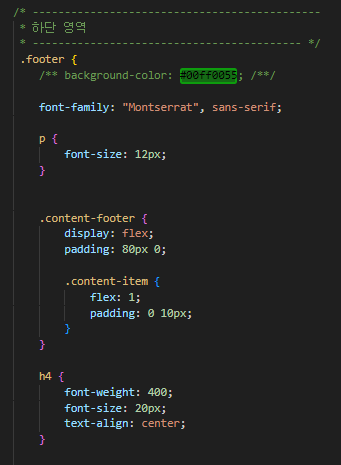 /* -------------------------------------------
 * 하단 영역
 * ---------------------------------------- */
.footer {
/** background-color: #00ff0055; /**/
font-family: "Montserrat", sans-serif;
p {
font-size: 12px;
}
.content-footer {
display: flex;
padding: 80px 0;
.content-item {
flex: 1;
padding: 0 10px;
}
}
h4 {
font-weight: 400;
font-size: 20px;
text-align: center;
}